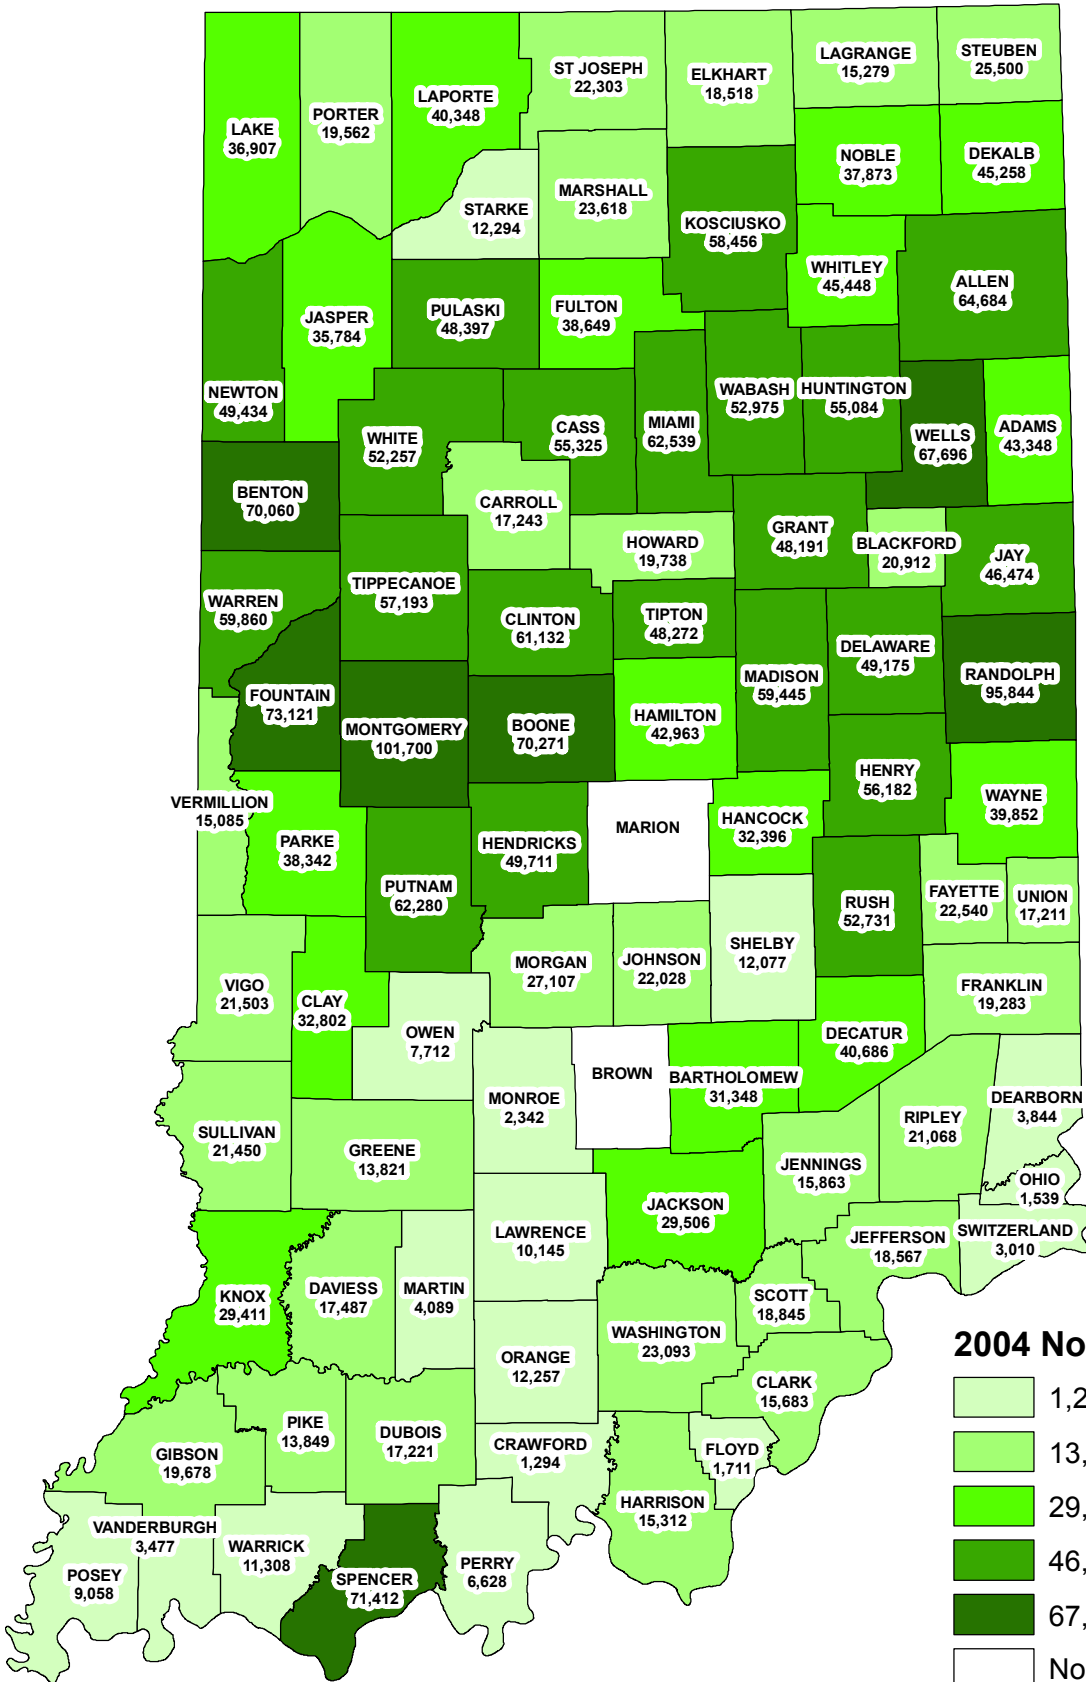 ST JOSEPH
22,303
ELKHART
18,518
LAGRANGE
15,279
STEUBEN
25,500
LAKE
36,907
PORTER
19,562
LAPORTE
40,348
NOBLE
37,873
DEKALB
45,258
STARKE
12,294
MARSHALL
23,618
KOSCIUSKO
58,456
WHITLEY
45,448
ALLEN
64,684
JASPER
35,784
PULASKI
48,397
FULTON
38,649
NEWTON
49,434
WHITE
52,257
CASS
55,325
MIAMI
62,539
WABASH
52,975
HUNTINGTON
55,084
WELLS
67,696
ADAMS
43,348
BENTON
70,060
CARROLL
17,243
HOWARD
19,738
GRANT
48,191
BLACKFORD
20,912
JAY
46,474
WARREN
59,860
TIPPECANOE
57,193
CLINTON
61,132
TIPTON
48,272
MADISON
59,445
DELAWARE
49,175
RANDOLPH
95,844
FOUNTAIN
73,121
MONTGOMERY
101,700
BOONE
70,271
HAMILTON
42,963
HENRY
56,182
WAYNE
39,852
VERMILLION
15,085
PARKE
38,342
PUTNAM
62,280
HENDRICKS
49,711
MARION
HANCOCK
32,396
RUSH
52,731
FAYETTE
22,540
UNION
17,211
VIGO
21,503
CLAY
32,802
MORGAN
27,107
JOHNSON
22,028
SHELBY
12,077
FRANKLIN
19,283
OWEN
7,712
DECATUR
40,686
MONROE
2,342
BROWN
BARTHOLOMEW
31,348
DEARBORN
3,844
SULLIVAN
21,450
GREENE
13,821
RIPLEY
21,068
JENNINGS
15,863
OHIO
1,539
JACKSON
29,506
LAWRENCE
10,145
JEFFERSON
18,567
SWITZERLAND
3,010
KNOX
29,411
DAVIESS
17,487
MARTIN
4,089
SCOTT
18,845
WASHINGTON
23,093
ORANGE
12,257
CLARK
15,683
PIKE
13,849
DUBOIS
17,221
GIBSON
19,678
CRAWFORD
1,294
FLOYD
1,711
HARRISON
15,312
VANDERBURGH
3,477
WARRICK
11,308
POSEY
9,058
SPENCER
71,412
PERRY
6,628
2004 No
1,2
13,
29,
46,
67,
No